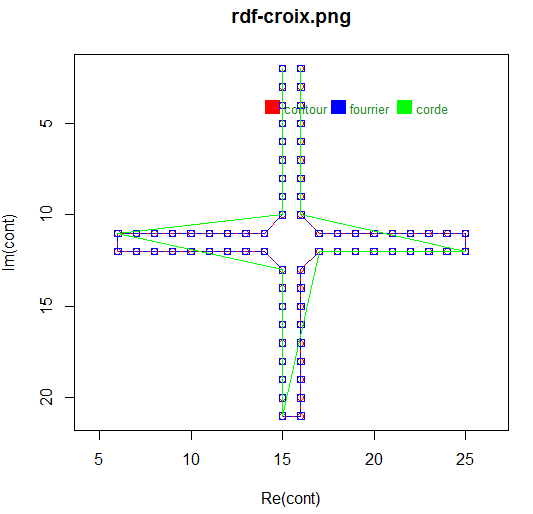 rdf-croix.png
contour fourrier corde
5
10
15
20
Im(cont)
5 10 15 20 25
Re(cont)